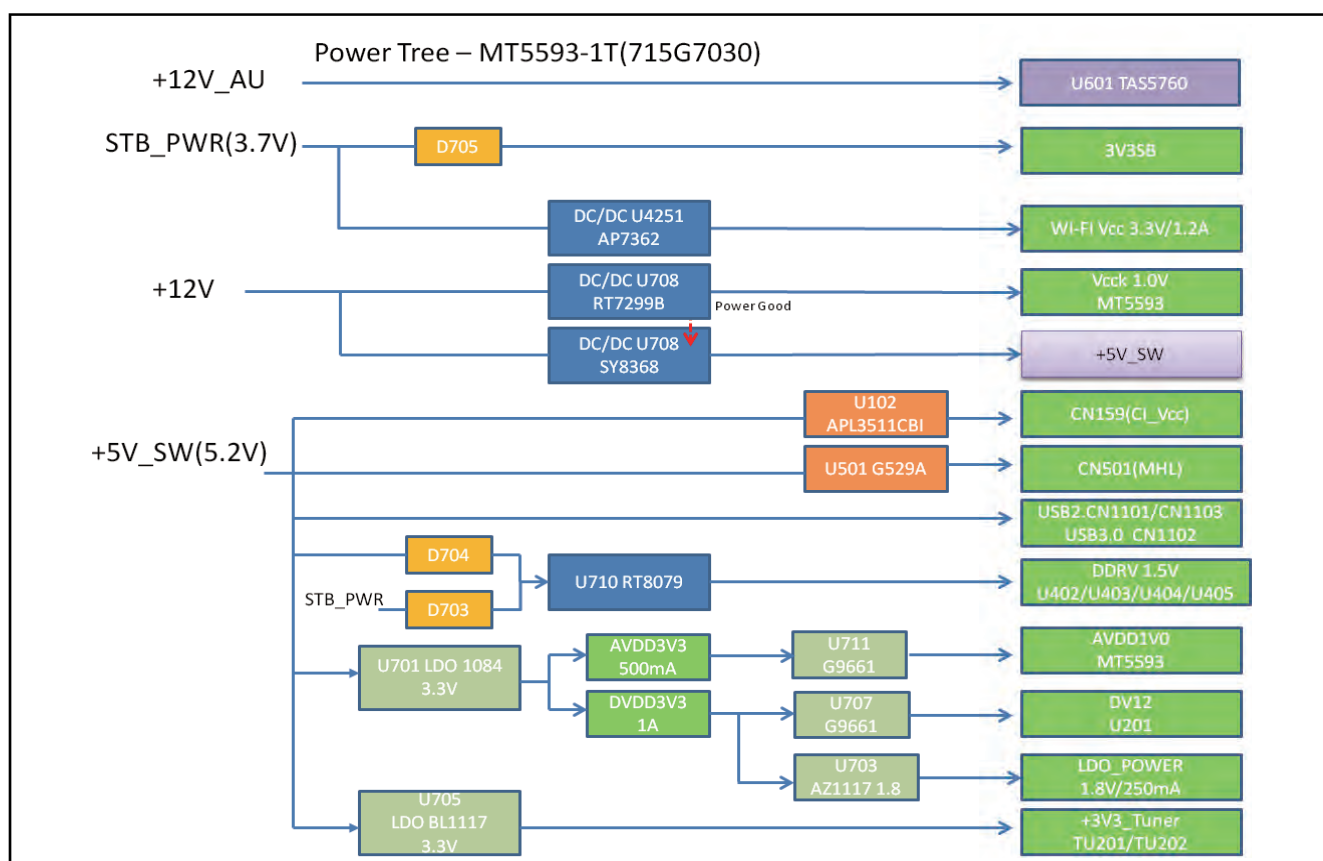 Power Tree – MT5593-1T(715G7030)
+12V_AU
U601 TAS5760
STB_PWR(3.7V)
D705
3V3SB
DC/DC U4251
AP7362
WI-FI Vcc 3.3V/1.2A
+12V
DC/DC U708
RT7299B
Power Good
Vcck 1.0V
MT5593
DC/DC U708
SY8368
+5V_SW
U102
APL3511CBI
CN159(CI_Vcc)
+5V_SW(5.2V)
U501 G529A
CN501(MHL)
USB2.CN1101/CN1103
USB3.0 CN1102
D704
STB_PWR
D703
U710 RT8079
DDRV 1.5V
U402/U403/U404/U405
U701 LDO 1084
3.3V
AVDD3V3
500mA
U711
G9661
AVDD1V0
MT5593
DVDD3V3
1A
U707
G9661
DV12
U201
U703
AZ1117 1.8
LDO_POWER
1.8V/250mA
U705
LDO BL1117
3.3V
+3V3_Tuner
TU201/TU202